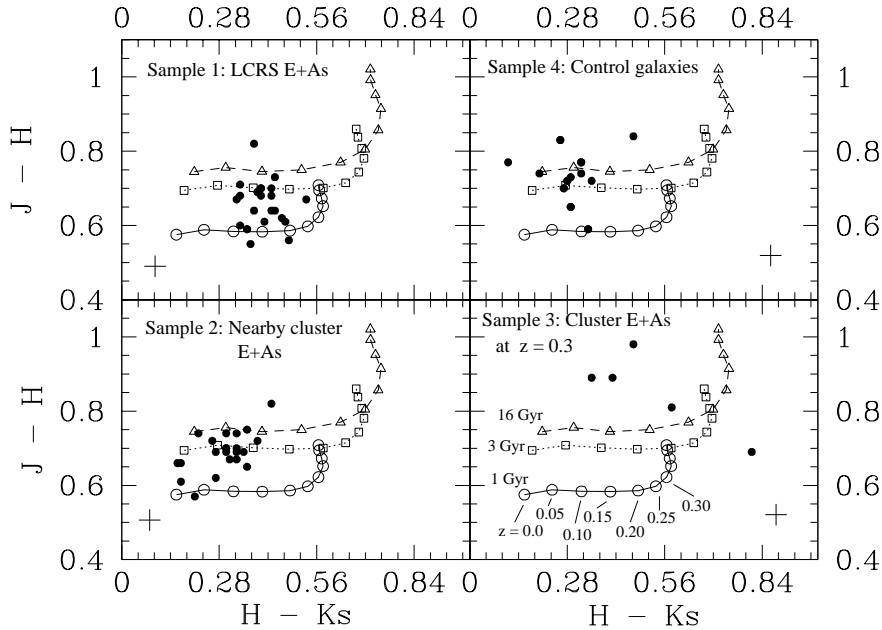 0 0.28 0.56 0.84 0 0.28 0.56 0.84
Sample 1: LCRS E+As
Sample 4: Control galaxies
1 1
0.8 0.8
0.6 0.6
0.4 0.4
J – H
Sample 2: Nearby cluster
E+As
Sample 3: Cluster E+As
at z = 0.3
1 1
0.8 0.8
0.6 0.6
0.4 0.4
J – H
16 Gyr
3 Gyr
1 Gyr
z = 0.0
0.05
0.10
0.15
0.20
0.25
0.30
0 0.28 0.56 0.84 0 0.28 0.56 0.84
H – Ks H – Ks